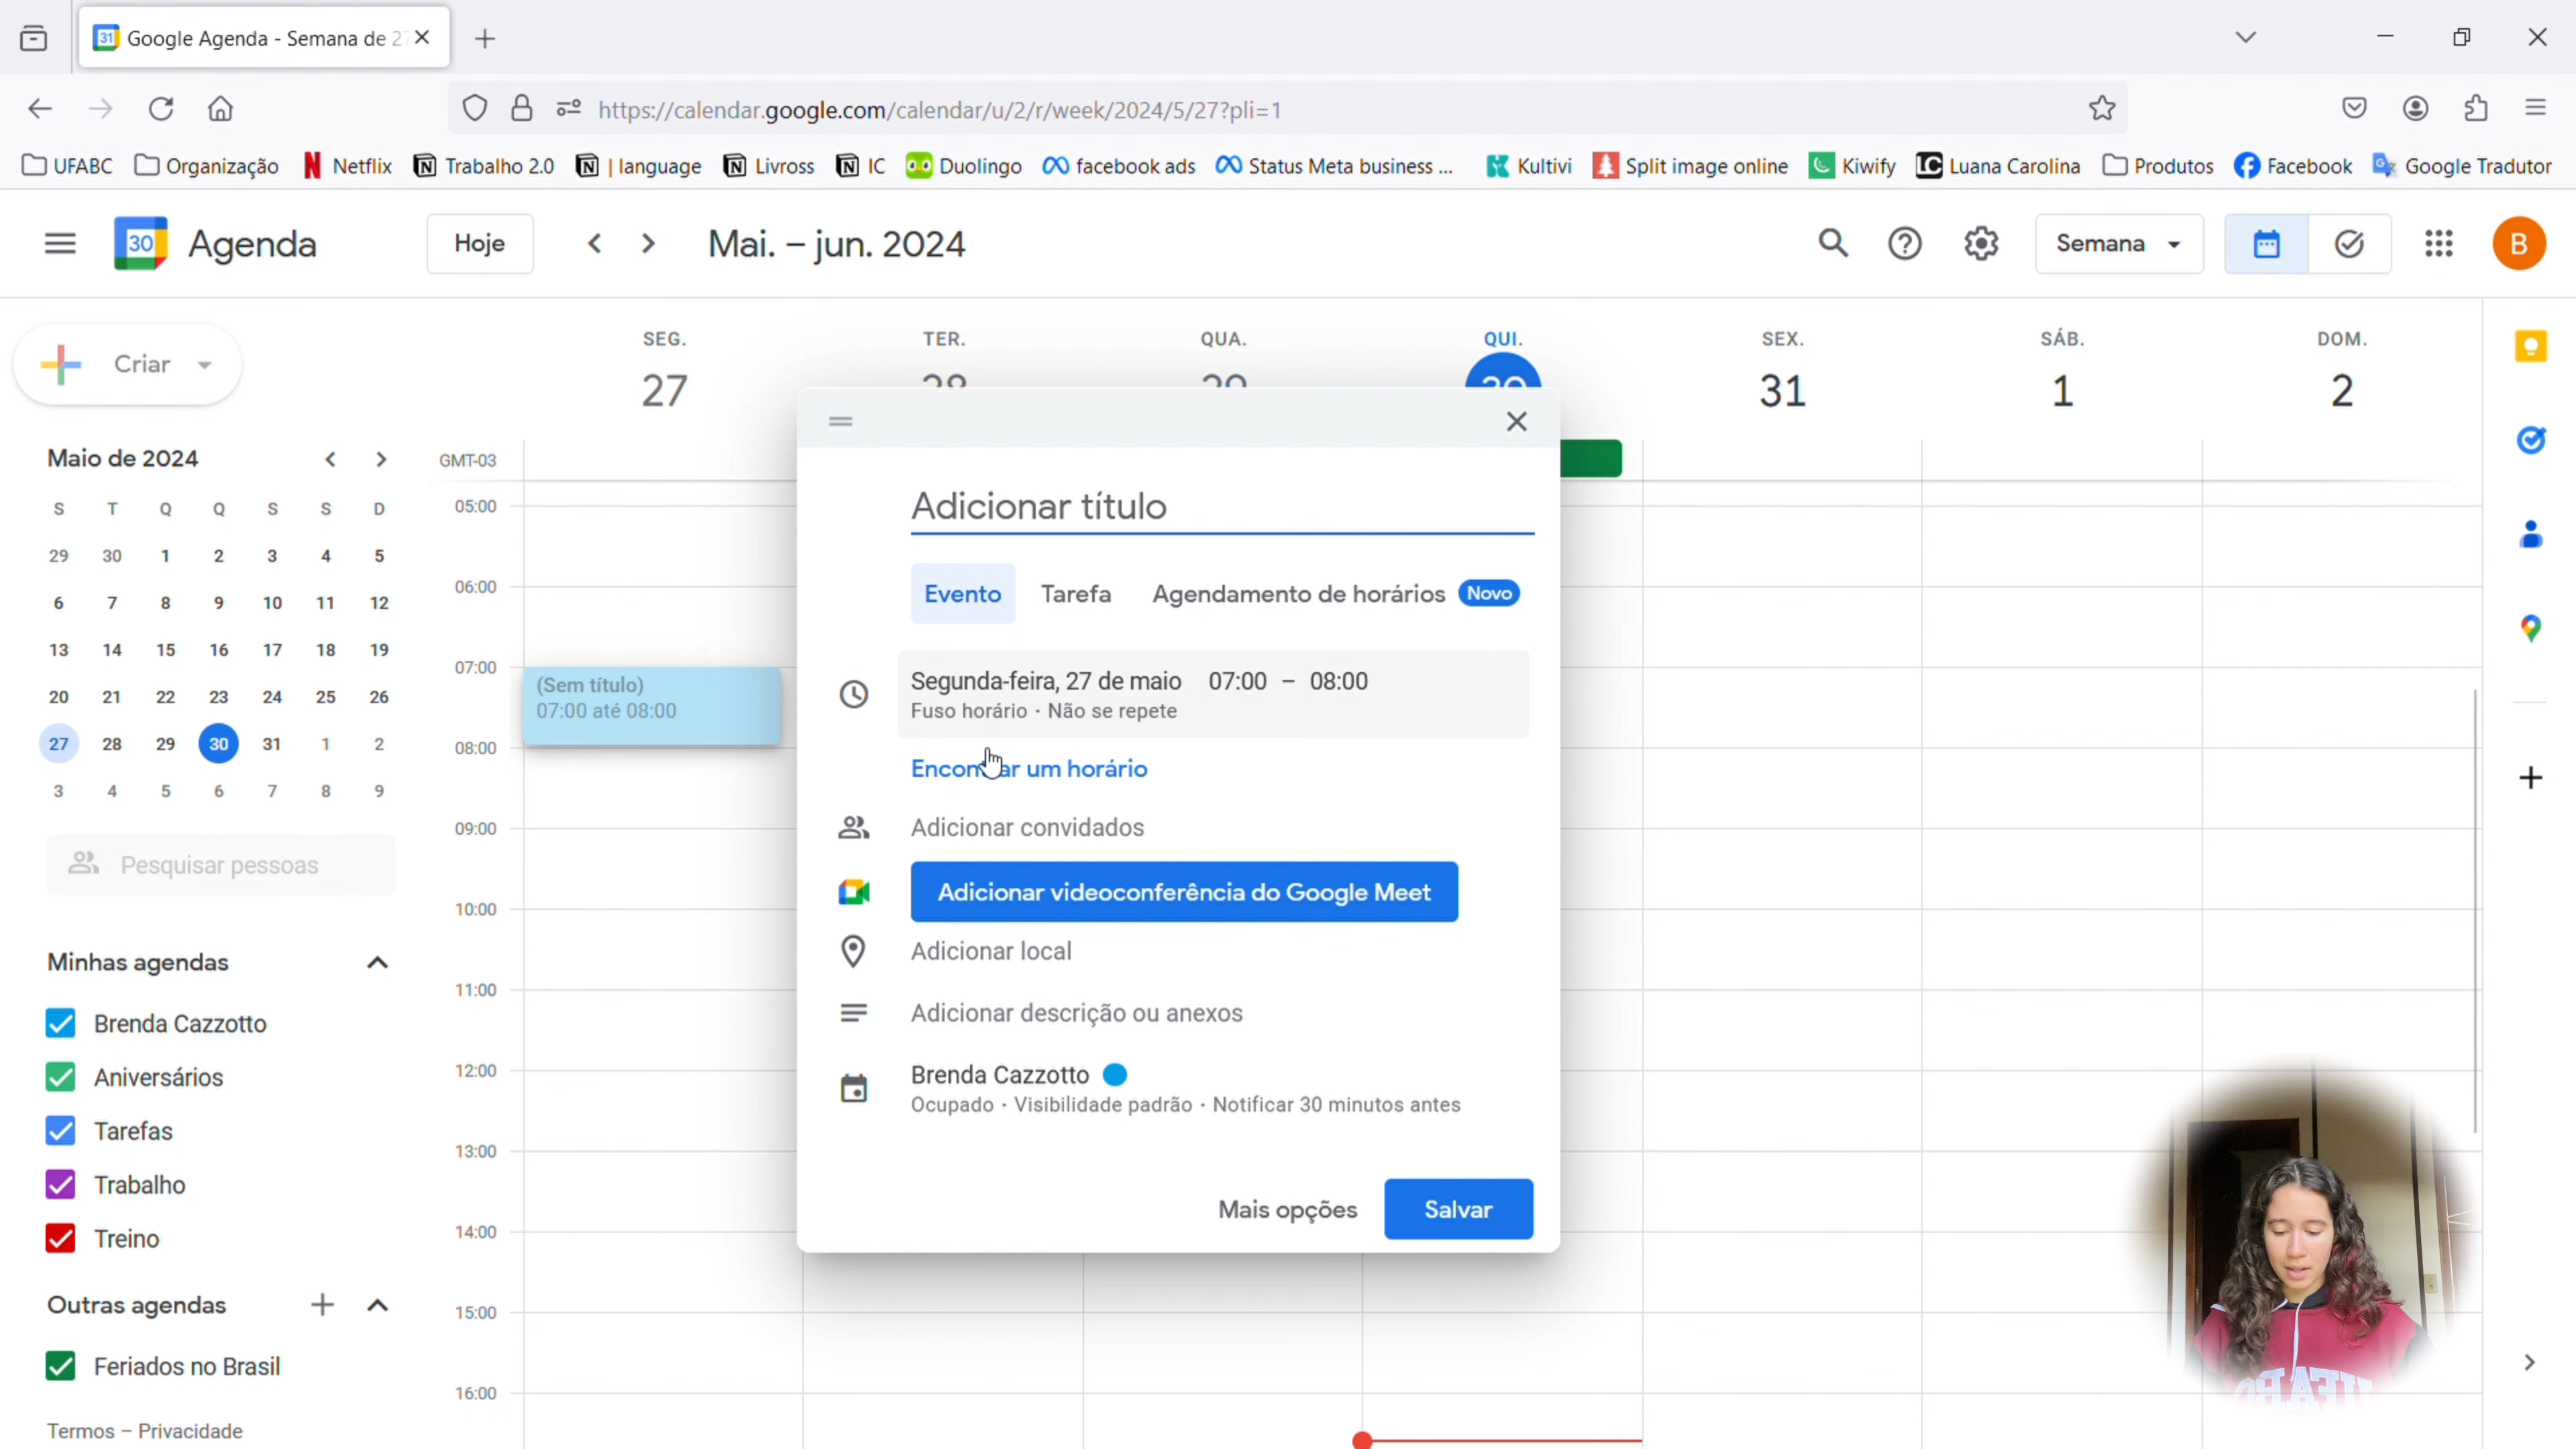 Google Agenda - Semana de 27
https://calendar.google.com/calendar/u/2/r/week/2024/5/27?pli=1
UFABC Organização Netflix Trabalho 2.0 | language Livross IC Duolingo facebook ads Status Meta business ... Kultivi Split image online Kiwify LC Luana Carolina Produtos Facebook Google Tradutor
30 Agenda Hoje Mai. – jun. 2024 Semana B
Criar
SEG. TER. QUA. QUI. SEX. SÁB. DOM.
27 28 29 30 31 1 2
Maio de 2024
S T Q Q S S D
29 30 1 2 3 4 5
6 7 8 9 10 11 12
13 14 15 16 17 18 19
20 21 22 23 24 25 26
27 28 29 30 31 1 2
3 4 5 6 7 8 9
Pesquisar pessoas
Minhas agendas
Brenda Cazzotto
Aniversários
Tarefas
Trabalho
Treino
Outras agendas
Feriados no Brasil
Termos – Privacidade
GMT-03
05:00
06:00
07:00
08:00
09:00
10:00
11:00
12:00
13:00
14:00
15:00
16:00
(Sem título)
07:00 até 08:00
Adicionar título
Evento Tarefa Agendamento de horários Novo
Segunda-feira, 27 de maio 07:00 – 08:00
Fuso horário · Não se repete
Encontrar um horário
Adicionar convidados
Adicionar videoconferência do Google Meet
Adicionar local
Adicionar descrição ou anexos
Brenda Cazzotto
Ocupado · Visibilidade padrão · Notificar 30 minutos antes
Mais opções Salvar